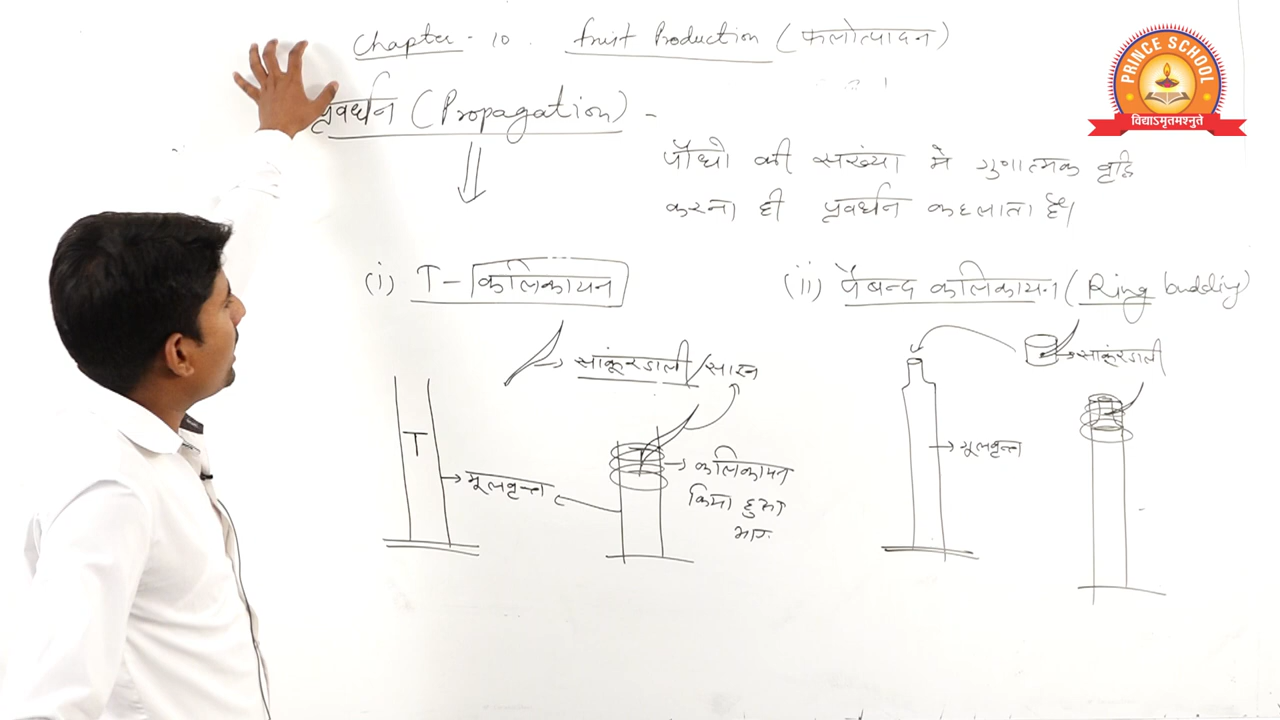 Chapter - 10. Fruit Production (फलोत्पादन)
PRINCE SCHOOL
विद्याऽमृतमश्नुते
प्रवर्धन (Propagation) -
पौधो की सख्या मे गुणात्मक वृद्धि
करना ही प्रवर्धन कहलाता है।
(i) T - कलिकायन
(ii) पैबन्द कलिकायन (Ring budding)
सांकूरडाली / सायन
सांकूरडाली
T
मूलवृन्त
कलिकायन
किया हुआ
भाग
मूलवृन्त